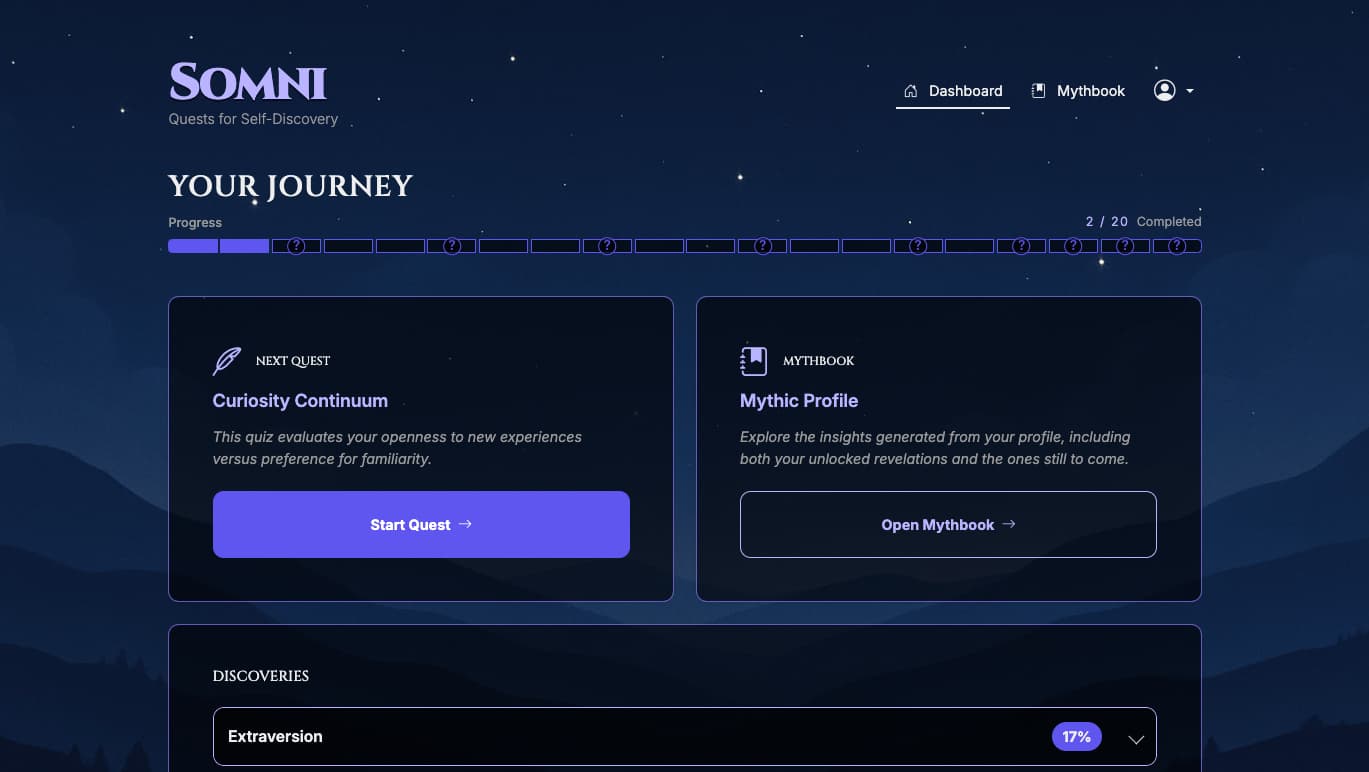 SOMNI
Quests for Self-Discovery
Dashboard
Mythbook
YOUR JOURNEY
Progress
2 / 20 Completed
? ? ? ? ? ? ? ? ?
NEXT QUEST
Curiosity Continuum
This quiz evaluates your openness to new experiences
versus preference for familiarity.
Start Quest →
MYTHBOOK
Mythic Profile
Explore the insights generated from your profile, including
both your unlocked revelations and the ones still to come.
Open Mythbook →
DISCOVERIES
Extraversion
17%